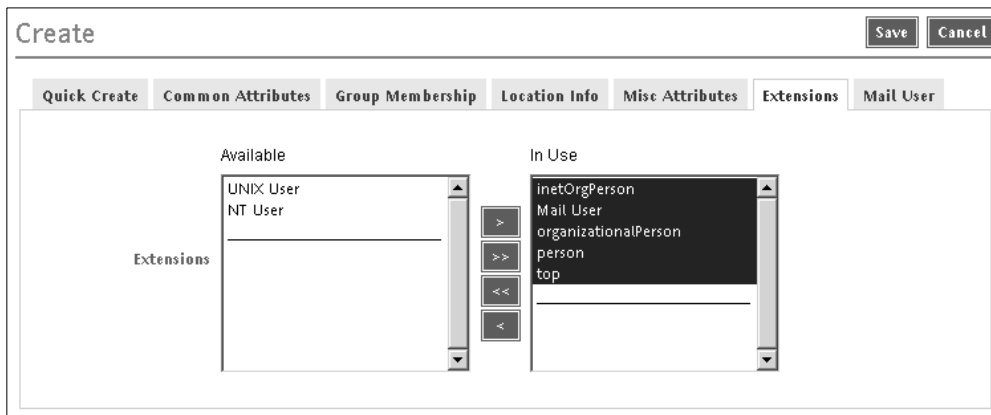 Create
Save
Cancel
Quick Create
Common Attributes
Group Membership
Location Info
Misc Attributes
Extensions
Mail User
Available
In Use
UNIX User
NT User
Extensions
>
>>
<<
<
inetOrgPerson
Mail User
organizationalPerson
person
top